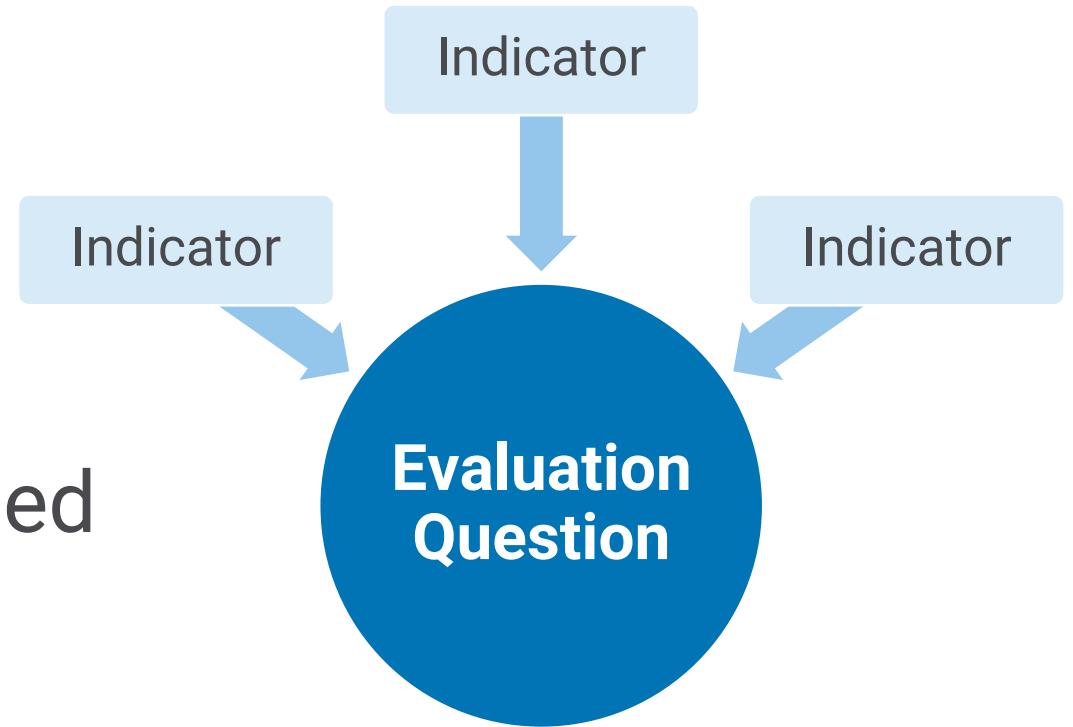 Indicator
Indicator
Indicator
ed
Evaluation
Question